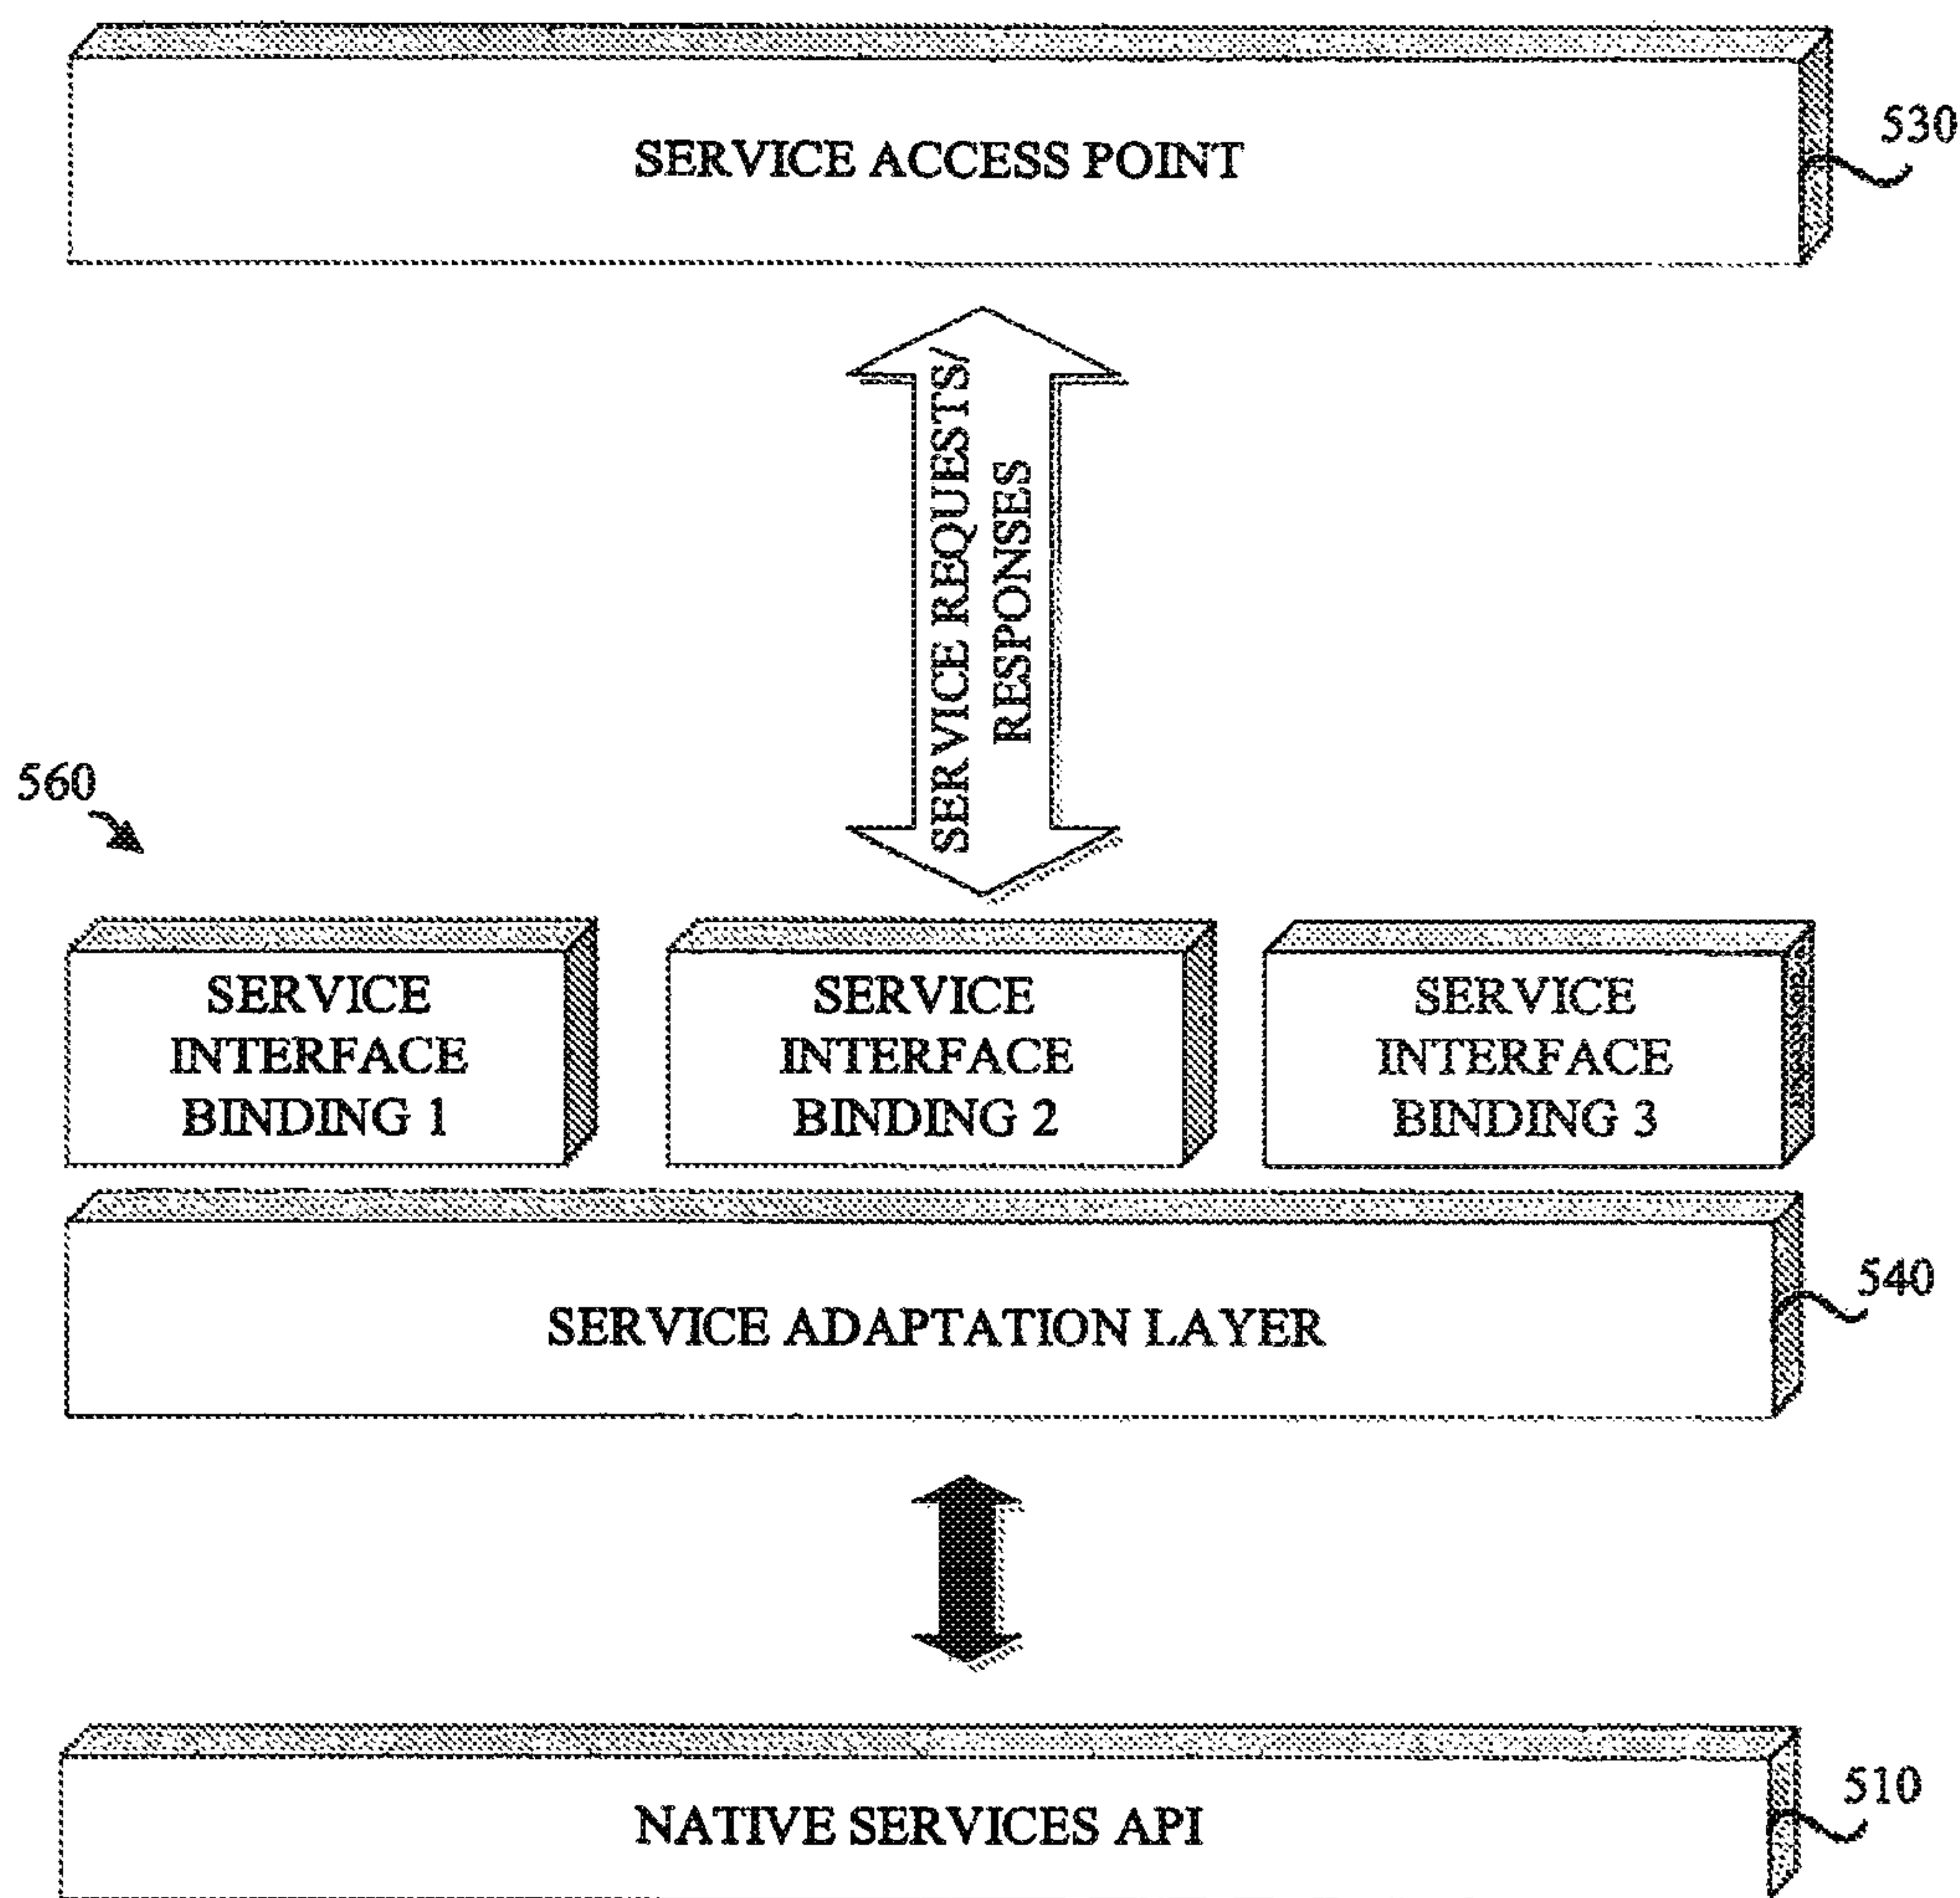 SERVICE ACCESS POINT
530
SERVICE REQUESTS/
RESPONSES
560
SERVICE
INTERFACE
BINDING 1
SERVICE
INTERFACE
BINDING 2
SERVICE
INTERFACE
BINDING 3
SERVICE ADAPTATION LAYER
540
NATIVE SERVICES API
510